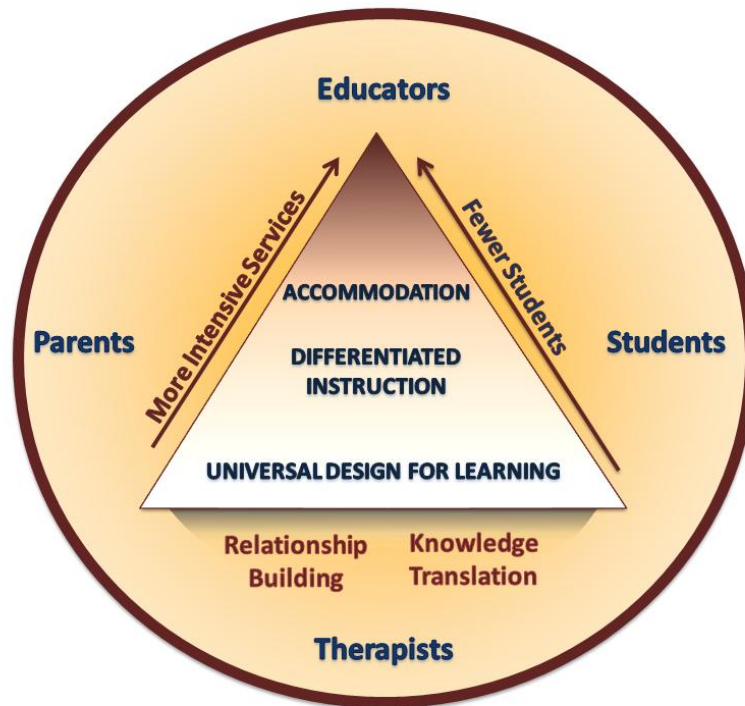 Educators
More Intensive Services
Fewer Students
ACCOMMODATION
Parents
Students
DIFFERENTIATED
INSTRUCTION
UNIVERSAL DESIGN FOR LEARNING
Relationship
Building
Knowledge
Translation
Therapists